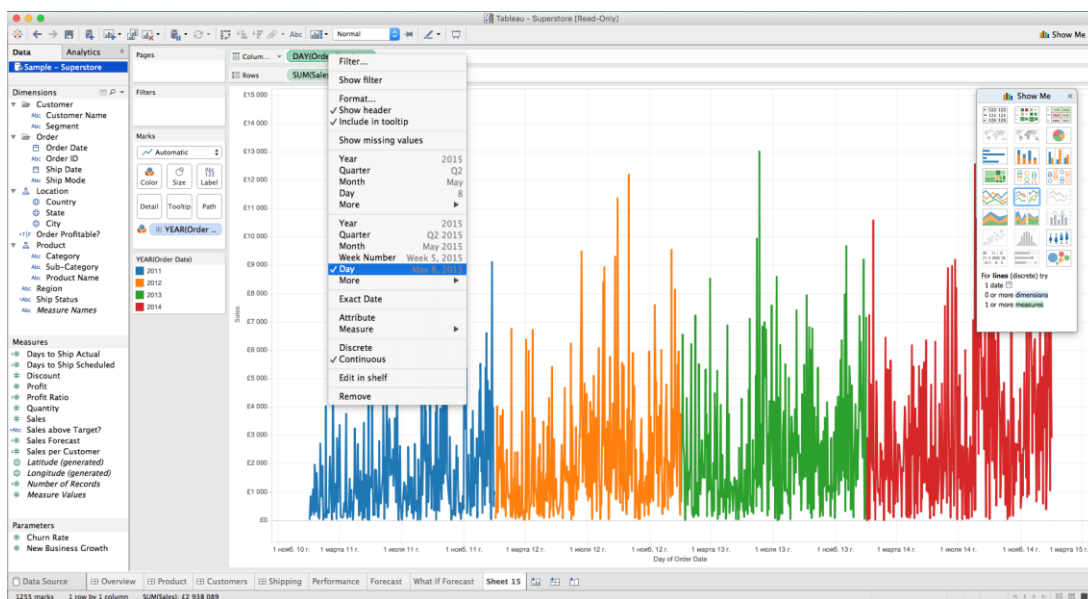 Tableau - Superstore [Read-Only]
Abc
Normal
Show Me
Data
Analytics
Sample - Superstore
Dimensions
Customer
Abc Customer Name
Abc Segment
Order
Order Date
Abc Order ID
Ship Date
Abc Ship Mode
Location
Country
State
City
Order Profitable?
Product
Abc Category
Abc Sub-Category
Abc Product Name
Abc Region
Ship Status
Abc Measure Names
Measures
Days to Ship Actual
Days to Ship Scheduled
Discount
Profit
Profit Ratio
Quantity
Sales
Sales above Target?
Sales Forecast
Sales per Customer
Latitude (generated)
Longitude (generated)
Number of Records
Measure Values
Parameters
Churn Rate
New Business Growth
Pages
Filters
Marks
Automatic
Color
Size
Label
Detail
Tooltip
Path
YEAR(Order ..
YEAR(Order Date)
2011
2012
2013
2014
Colum...
DAY(Orde
Rows
SUM(Sales
Filter...
Show filter
Format...
Show header
Include in tooltip
Show missing values
Year 2015
Quarter Q2
Month May
Day 8
More
Year 2015
Quarter Q2 2015
Month May 2015
Week Number Week 5, 2015
Day May 8, 2015
More
Exact Date
Attribute
Measure
Discrete
Continuous
Edit in shelf
Remove
£15 000
£14 000
£13 000
£12 000
£11 000
£10 000
£9 000
£8 000
£7 000
£6 000
£5 000
£4 000
£3 000
£2 000
£1 000
£0
Sales
1 нояб. 10 г.
1 марта 11 г.
1 июля 11 г.
1 нояб. 11 г.
1 марта 12 г.
1 июля 12 г.
1 нояб. 12 г.
1 марта 13 г.
1 июля 13 г.
1 нояб. 13 г.
1 марта 14 г.
1 июля 14 г.
1 нояб. 14 г.
1 марта 15 г.
Day of Order Date
Show Me
For lines (discrete) try
1 date
0 or more dimensions
1 or more measures
Data Source
Overview
Product
Customers
Shipping
Performance
Forecast
What If Forecast
Sheet 15
1255 marks
1 row by 1 column
SUM(Sales): £2 938 089